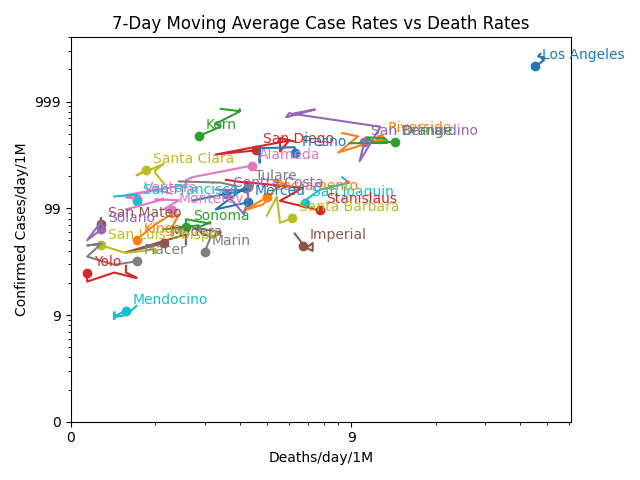 7-Day Moving Average Case Rates vs Death Rates
Los Angeles
999
Kern
Riverside
San Bernardino
Orange
San Diego
Fresno
Alameda
Santa Clara
Tulare
Contra Costa
Sacramento
Ventura
San Francisco
Merced
San Joaquin
Monterey
Stanislaus
99
San Mateo
Solano
Sonoma
Santa Barbara
Kings
Madera
San Luis Obispo
Marin
Imperial
Placer
Yolo
Mendocino
9
0
0
9
Confirmed Cases/day/1M
Deaths/day/1M